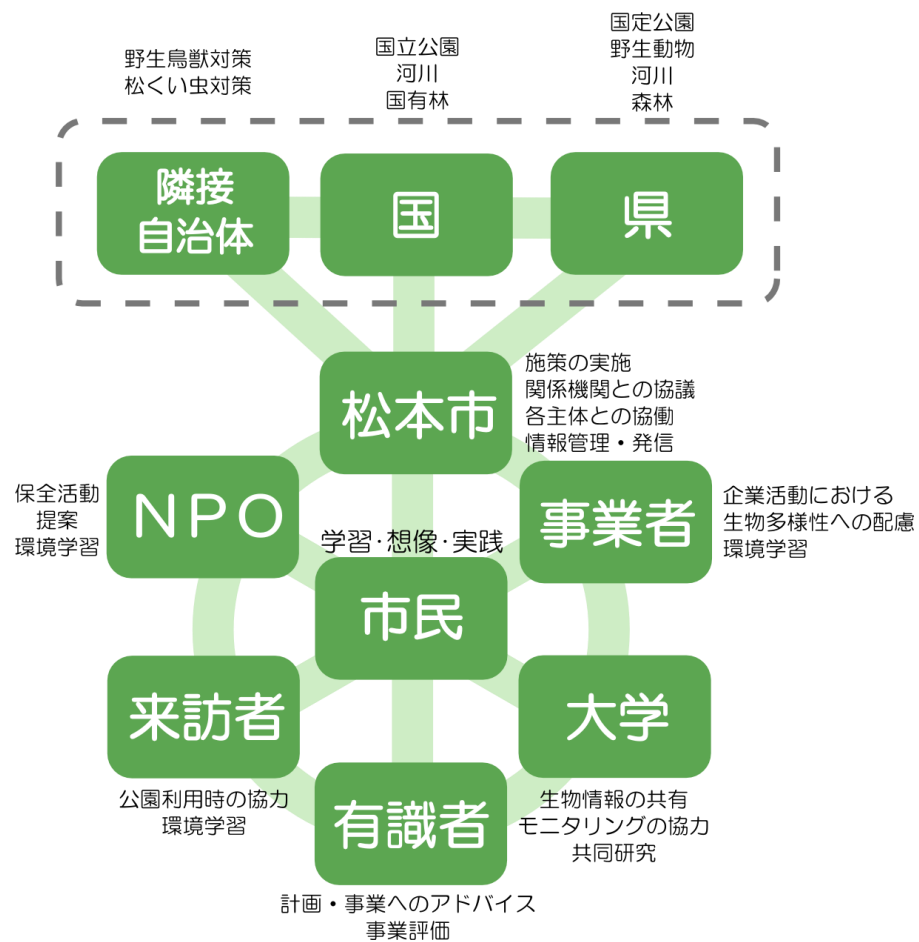 野生鳥獣対策
松くい虫対策
国立公園
河川
国有林
国定公園
野生動物
河川
森林
隣接
自治体
国
県
松本市
施策の実施
関係機関との協議
各主体との協働
情報管理・発信
NPO
保全活動
提案
環境学習
事業者
企業活動における
生物多様性への配慮
環境学習
学習・想像・実践
市民
来訪者
公園利用時の協力
環境学習
大学
生物情報の共有
モニタリングの協力
共同研究
有識者
計画・事業へのアドバイス
事業評価